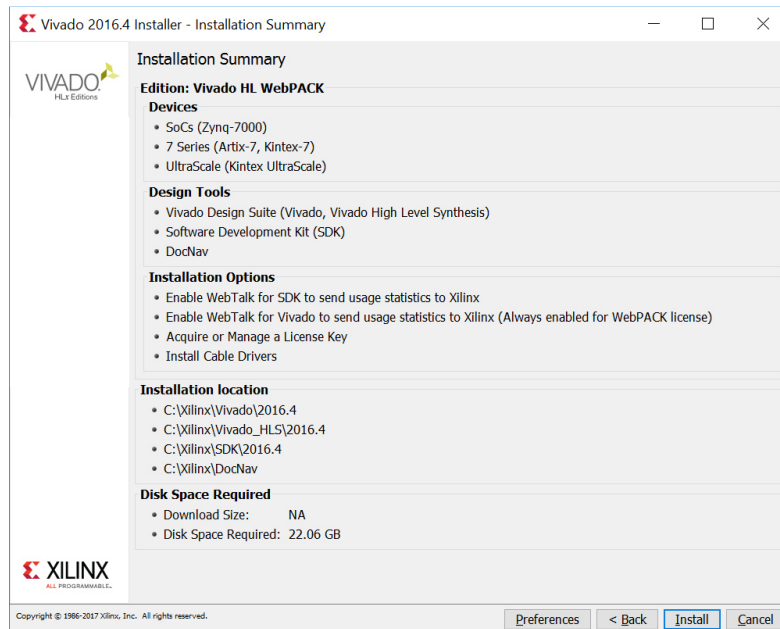 Vivado 2016.4 Installer - Installation Summary
VIVADO.
HLx Editions
Installation Summary
Edition: Vivado HL WebPACK
Devices
SoCs (Zynq-7000)
7 Series (Artix-7, Kintex-7)
UltraScale (Kintex UltraScale)
Design Tools
Vivado Design Suite (Vivado, Vivado High Level Synthesis)
Software Development Kit (SDK)
DocNav
Installation Options
Enable WebTalk for SDK to send usage statistics to Xilinx
Enable WebTalk for Vivado to send usage statistics to Xilinx (Always enabled for WebPACK license)
Acquire or Manage a License Key
Install Cable Drivers
Installation location
C:\Xilinx\Vivado\2016.4
C:\Xilinx\Vivado_HLS\2016.4
C:\Xilinx\SDK\2016.4
C:\Xilinx\DocNav
Disk Space Required
Download Size: NA
Disk Space Required: 22.06 GB
XILINX
ALL PROGRAMMABLE.
Copyright © 1986-2017 Xilinx, Inc. All rights reserved.
Preferences < Back Install Cancel